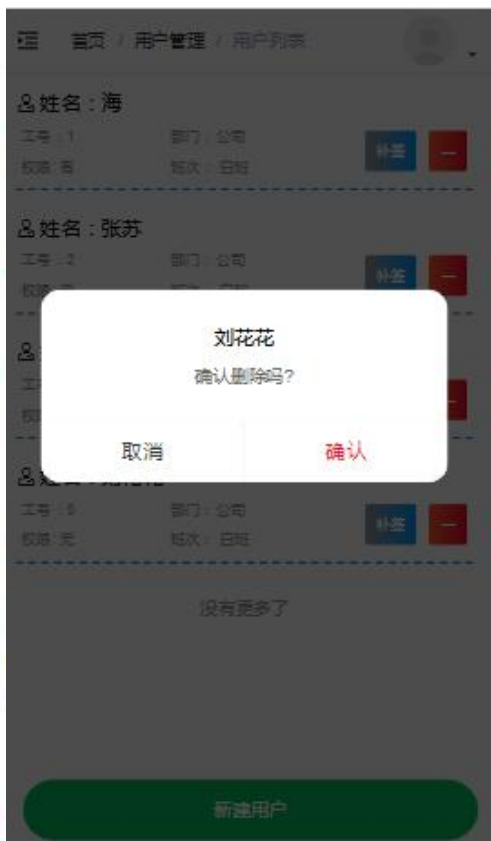 首页 / 用户管理 / 用户列表
姓名 : 海
工号 : 1 部门 : 公司
权限: 否 班次 : 白班
补签
姓名 : 张苏
工号 : 2 部门 : 公司
补签
刘花花
确认删除吗?
取消 确认
工号 : 5 部门 : 公司
权限: 无 班次 : 白班
补签
没有更多了
新建用户